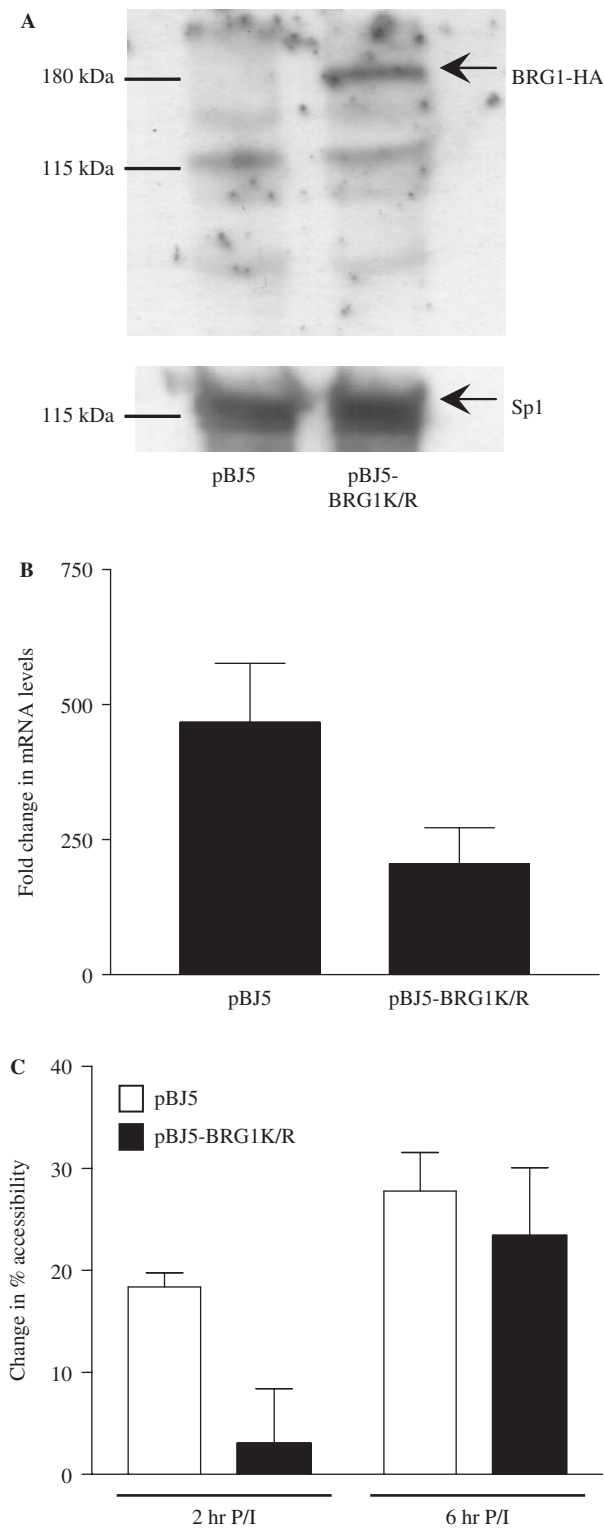 A
180 kDa
BRG1-HA
115 kDa
115 kDa
Sp1
pBJ5
pBJ5-
BRG1K/R
B
Fold change in mRNA levels
750
500
250
0
pBJ5
pBJ5-BRG1K/R
C
Change in % accessibility
40
30
20
10
0
pBJ5
pBJ5-BRG1K/R
2 hr P/I
6 hr P/I